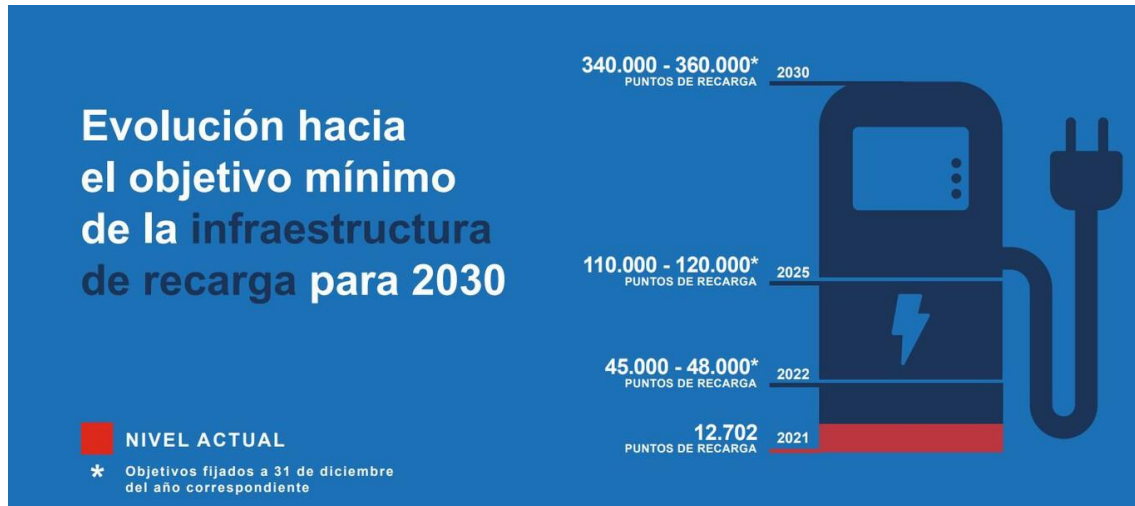 Evolución hacia
el objetivo mínimo
de la infraestructura
de recarga para 2030
NIVEL ACTUAL
* Objetivos fijados a 31 de diciembre
del año correspondiente
340.000 - 360.000* 2030
PUNTOS DE RECARGA
110.000 - 120.000* 2025
PUNTOS DE RECARGA
45.000 - 48.000* 2022
PUNTOS DE RECARGA
12.702 2021
PUNTOS DE RECARGA